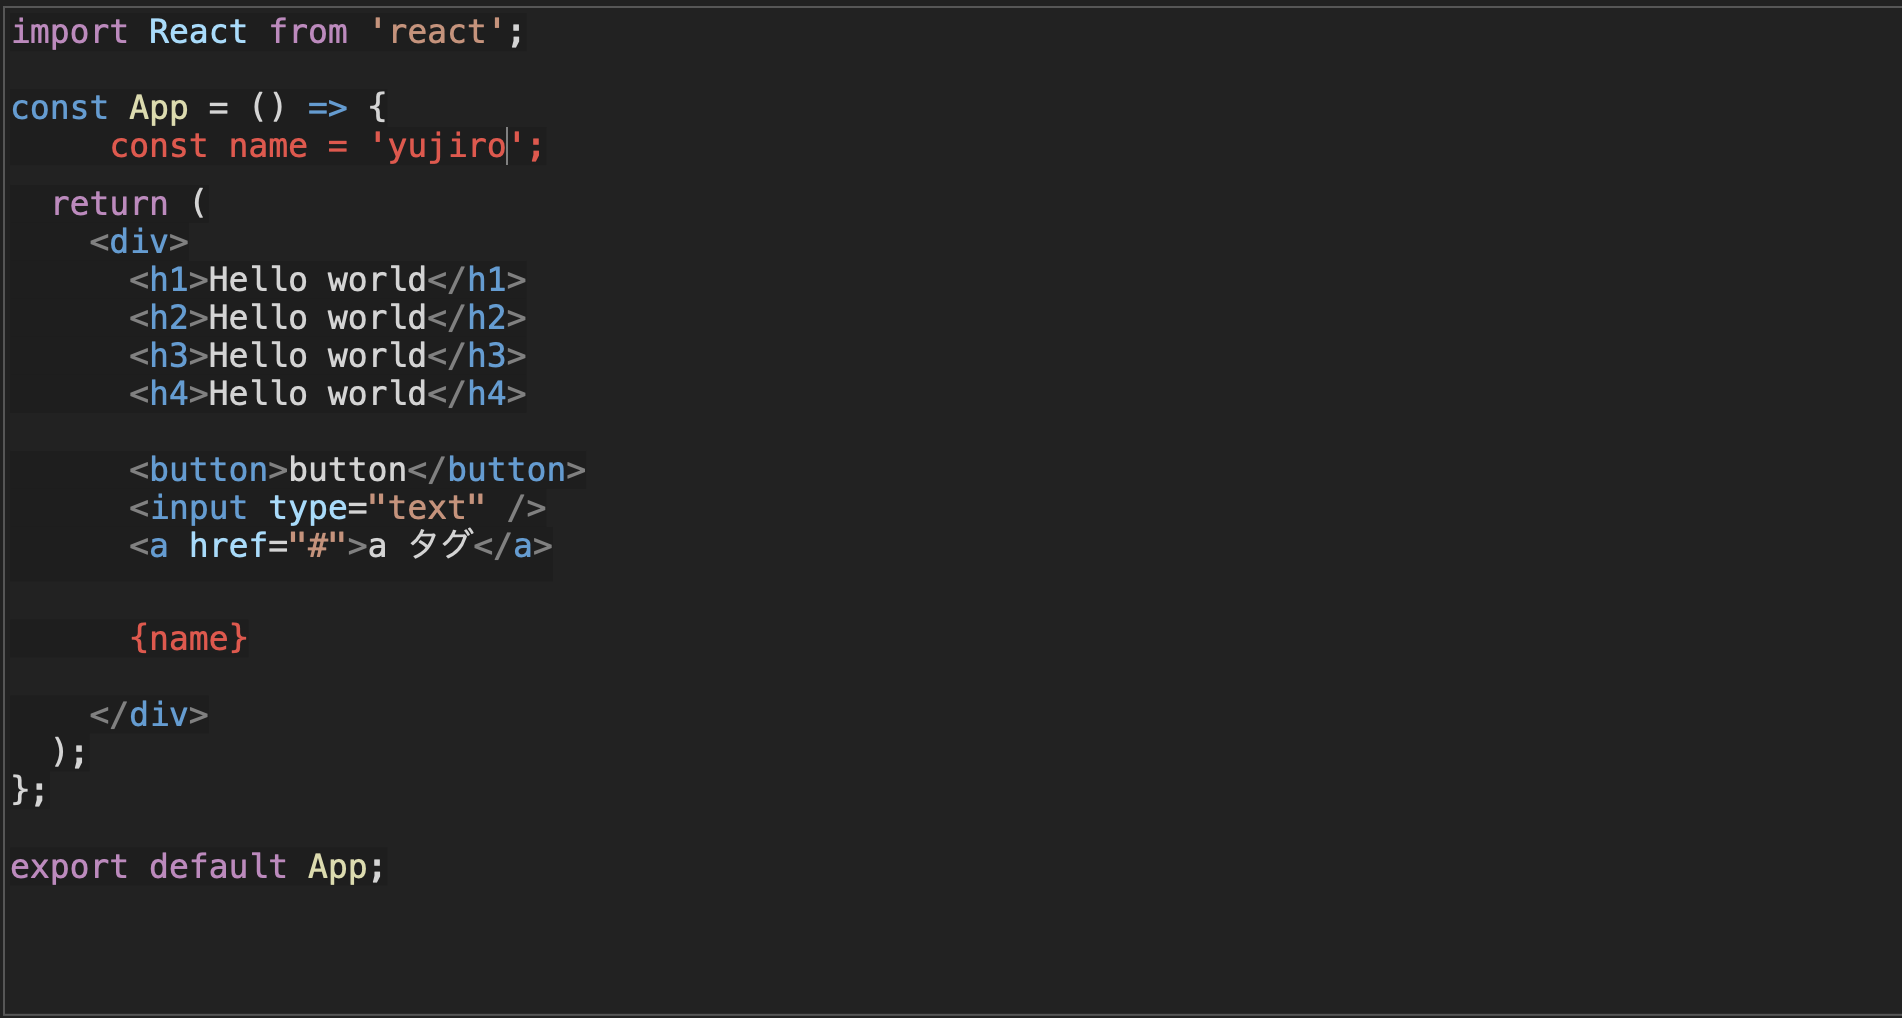 import React from 'react';
const App = () => {
const name = 'yujiro';
return (
<div>
<h1>Hello world</h1>
<h2>Hello world</h2>
<h3>Hello world</h3>
<h4>Hello world</h4>
<button>button</button>
<input type="text" />
<a href="#">a タグ</a>
{name}
</div>
);
};
export default App;